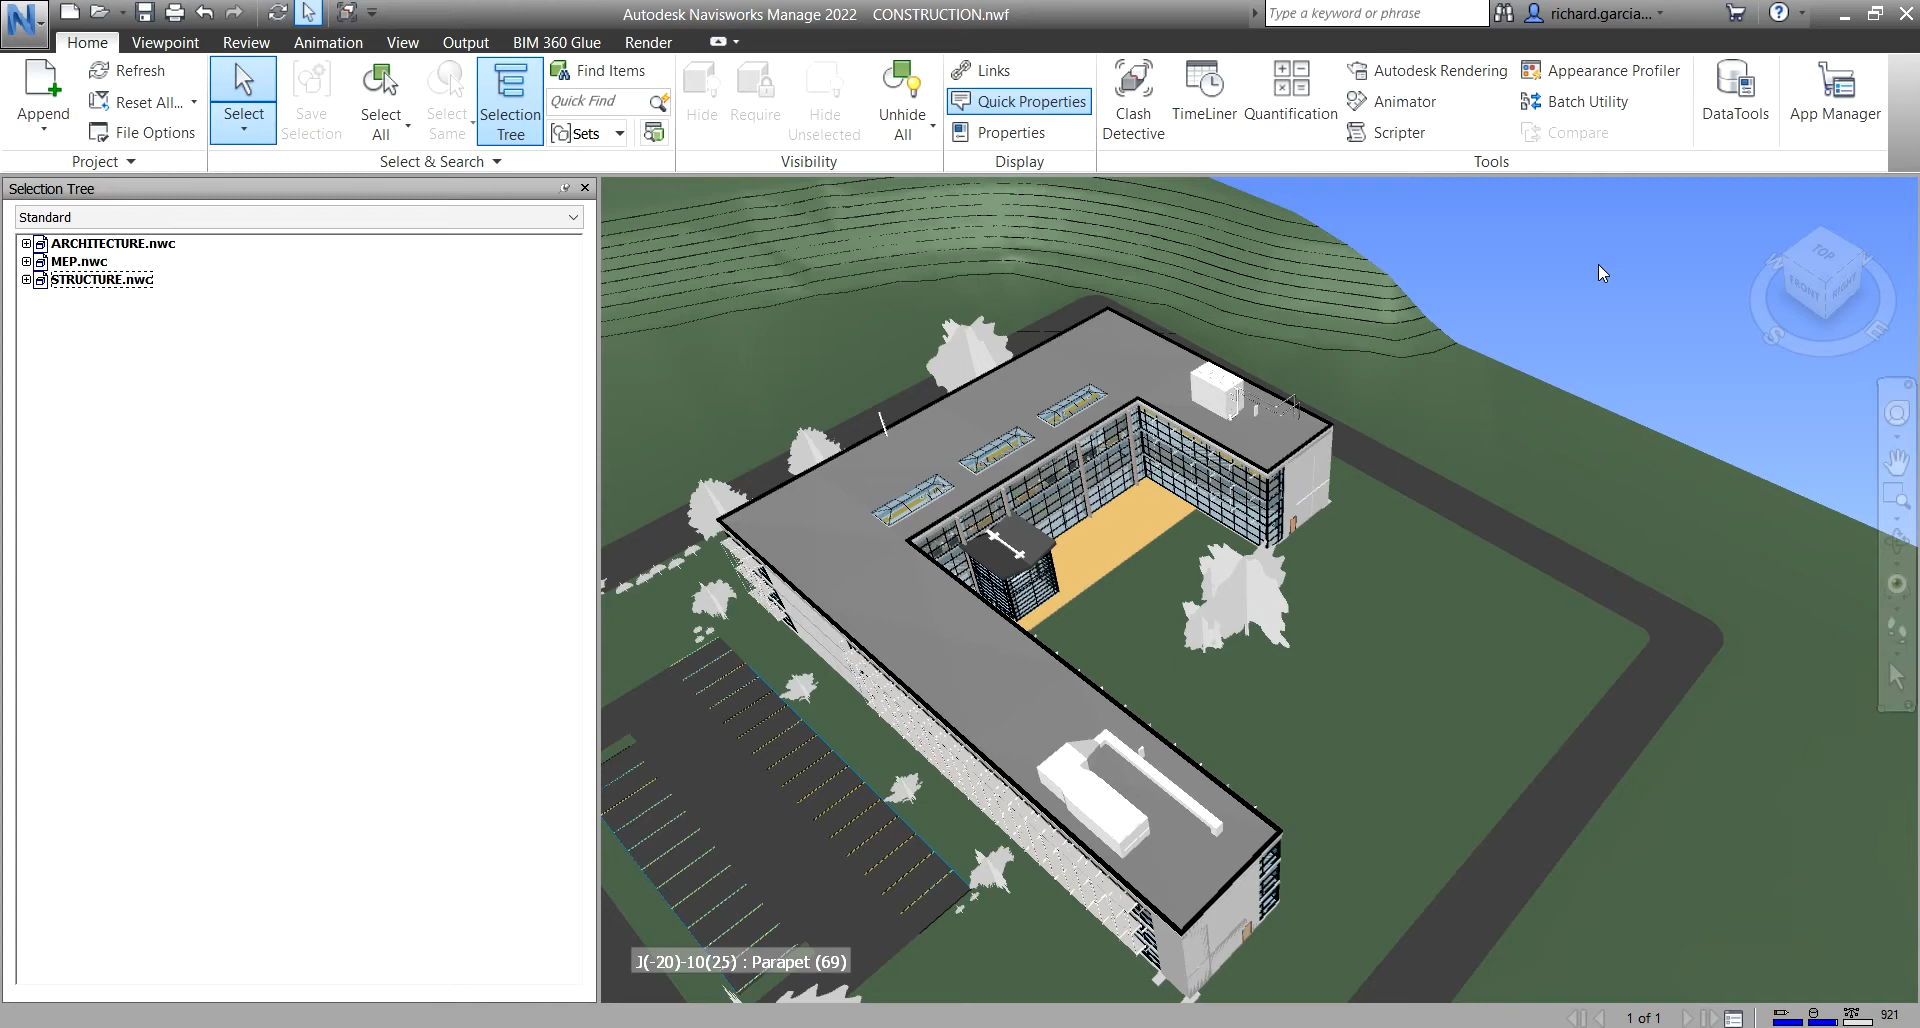 Autodesk Navisworks Manage 2022 CONSTRUCTION.nwf
Type a keyword or phrase
richard.garcia...
Home Viewpoint Review Animation View Output BIM 360 Glue Render
Append
Refresh
Reset All...
File Options
Project
Select
Save Selection
Select All
Select Same
Selection Tree
Find Items
Quick Find
Sets
Select & Search
Hide
Require
Hide Unselected
Unhide All
Visibility
Links
Quick Properties
Properties
Display
Clash Detective
TimeLiner
Quantification
Autodesk Rendering
Animator
Scripter
Appearance Profiler
Batch Utility
Compare
Tools
DataTools
App Manager
Selection Tree
Standard
ARCHITECTURE.nwc
MEP.nwc
STRUCTURE.nwc
TOP
FRONT
RIGHT
W
N
S
E
J(-20)-10(25) : Parapet (69)
1 of 1
921